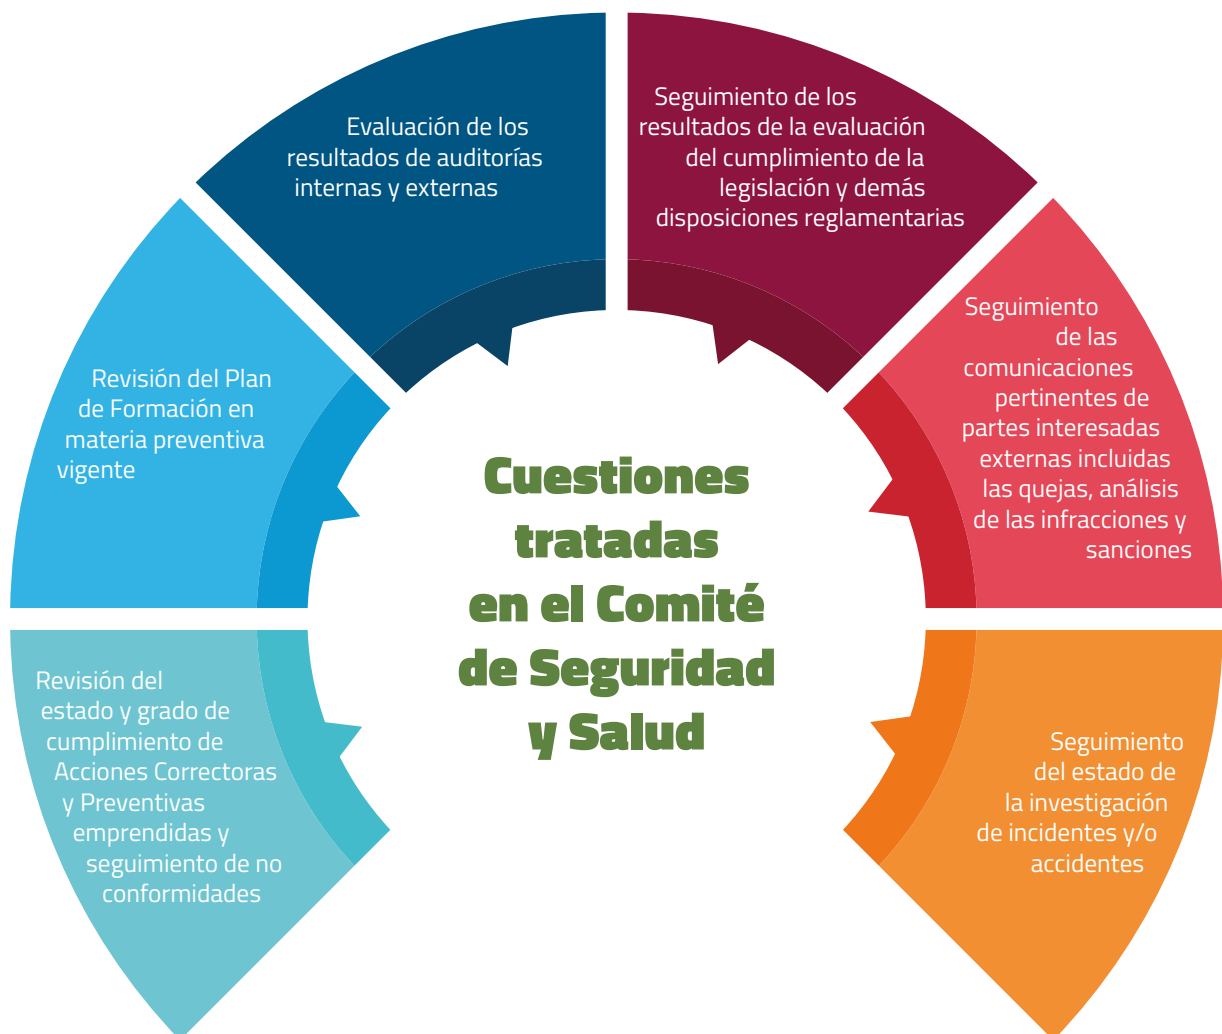 Evaluación de los
resultados de auditorías
internas y externas
Seguimiento de los
resultados de la evaluación
del cumplimiento de la
legislación y demás
disposiciones reglamentarias
Revisión del Plan
de Formación en
materia preventiva
vigente
Seguimiento
de las
comunicaciones
pertinentes de
partes interesadas
externas incluidas
las quejas, análisis
de las infracciones y
sanciones
Cuestiones
tratadas
en el Comité
de Seguridad
y Salud
Revisión del
estado y grado de
cumplimiento de
Acciones Correctoras
y Preventivas
emprendidas y
seguimiento de no
conformidades
Seguimiento
del estado de
la investigación
de incidentes y/o
accidentes